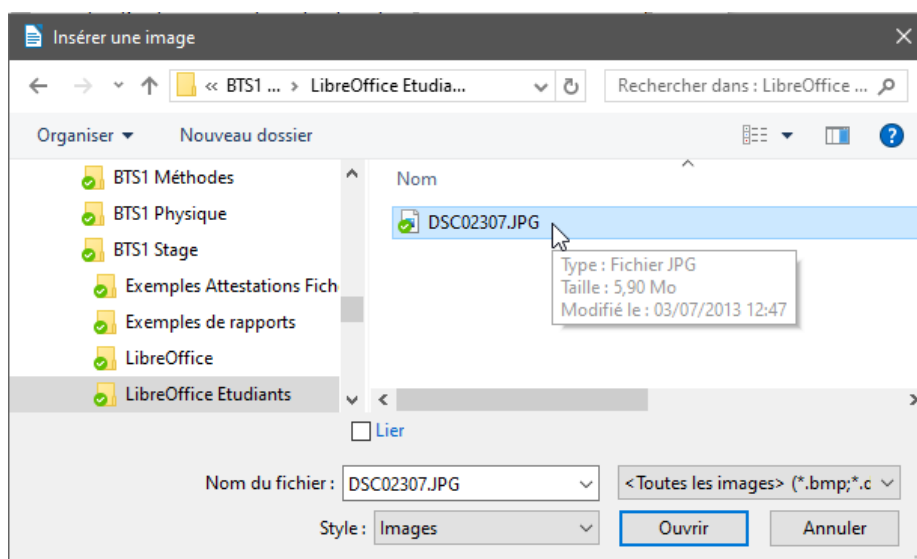 Insérer une image
« BTS1 ... › LibreOffice Etudia...
Rechercher dans : LibreOffice ...
Organiser
Nouveau dossier
?
BTS1 Méthodes
BTS1 Physique
BTS1 Stage
Exemples Attestations Fich
Exemples de rapports
LibreOffice
LibreOffice Etudiants
Nom
DSC02307.JPG
Type : Fichier JPG
Taille : 5,90 Mo
Modifié le : 03/07/2013 12:47
Lier
Nom du fichier : DSC02307.JPG
<Toutes les images> (*.bmp;*.c
Style : Images
Ouvrir
Annuler